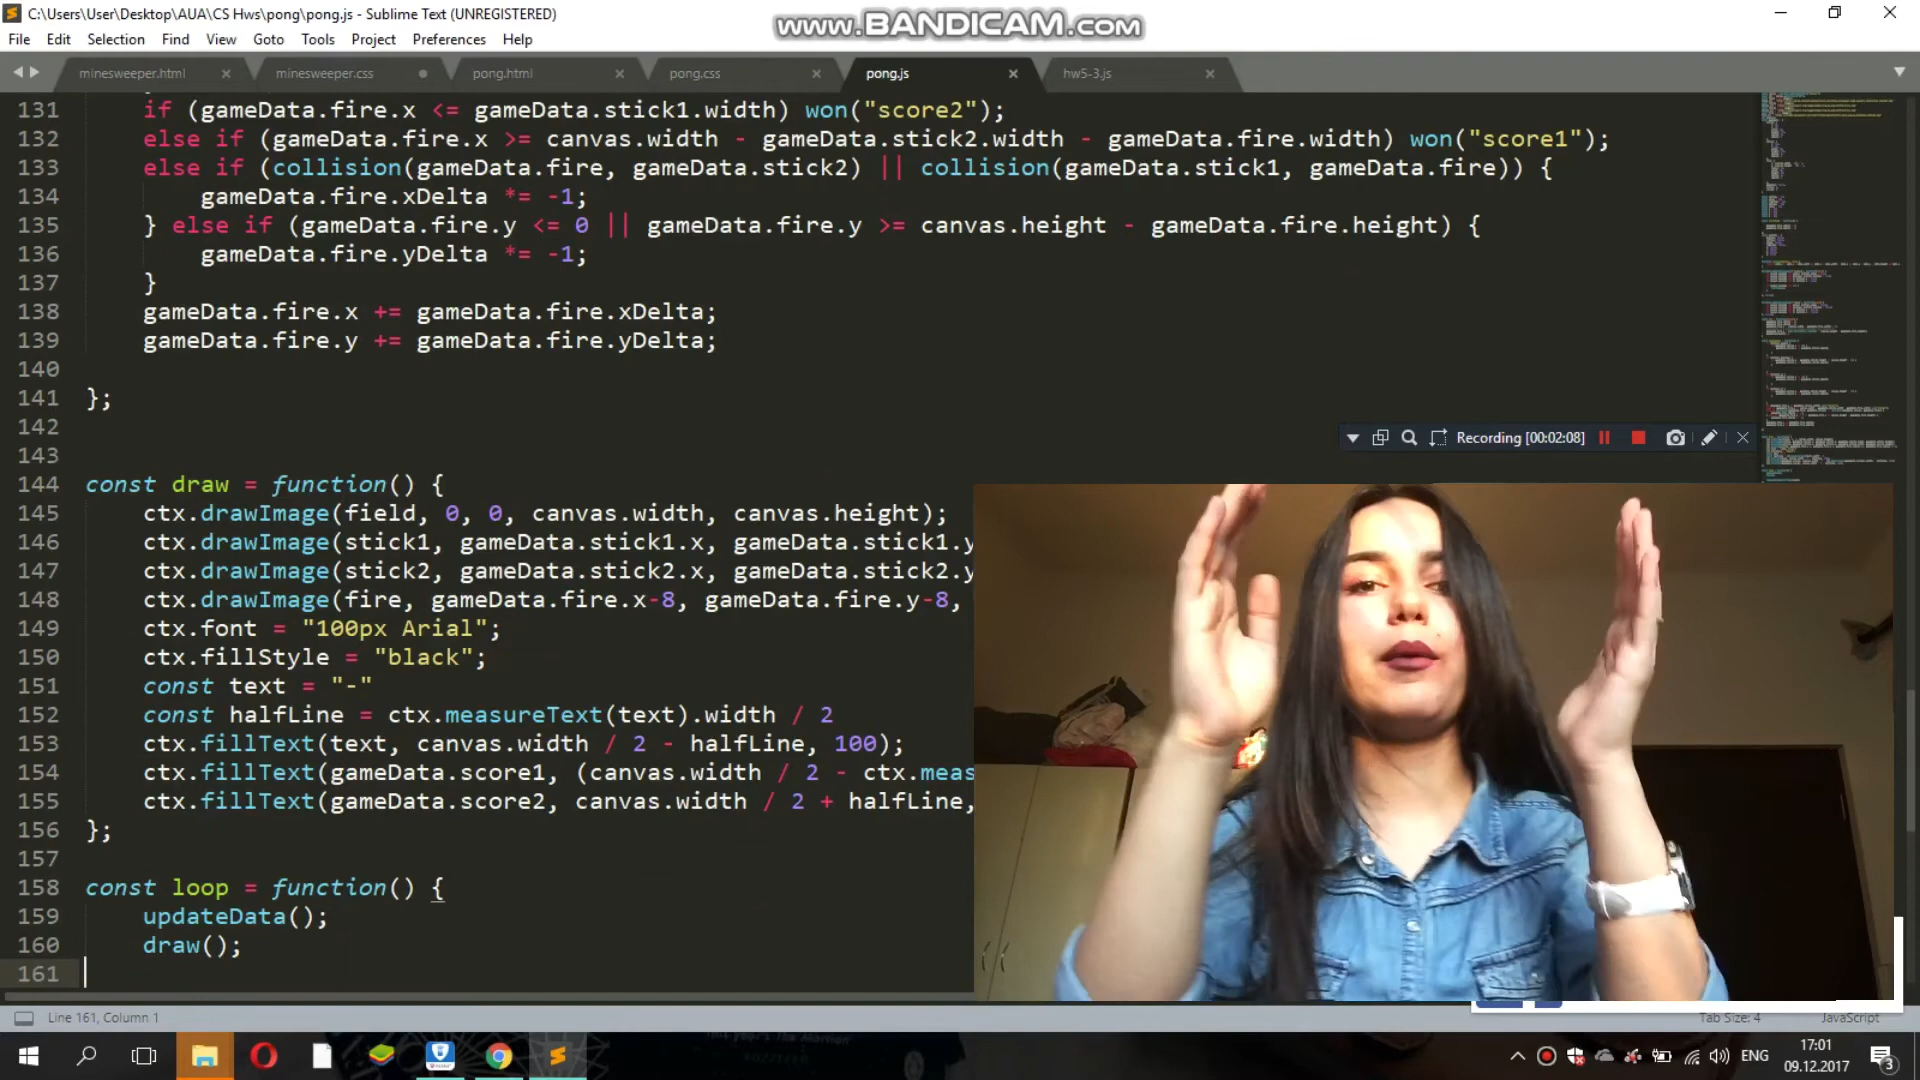 C:\Users\User\Desktop\AUA\CS Hws\pong\pong.js - Sublime Text (UNREGISTERED)
www.BANDICAM.com
File Edit Selection Find View Goto Tools Project Preferences Help
minesweeper.html minesweeper.css pong.html pong.css pong.js hw5-3.js
131 if (gameData.fire.x <= gameData.stick1.width) won("score2");
132 else if (gameData.fire.x >= canvas.width - gameData.stick2.width - gameData.fire.width) won("score1");
133 else if (collision(gameData.fire, gameData.stick2) || collision(gameData.stick1, gameData.fire)) {
134 gameData.fire.xDelta *= -1;
135 } else if (gameData.fire.y <= 0 || gameData.fire.y >= canvas.height - gameData.fire.height) {
136 gameData.fire.yDelta *= -1;
137 }
138 gameData.fire.x += gameData.fire.xDelta;
139 gameData.fire.y += gameData.fire.yDelta;
140
141 };
142
Recording [00:02:08]
143
144 const draw = function() {
145 ctx.drawImage(field, 0, 0, canvas.width, canvas.height);
146 ctx.drawImage(stick1, gameData.stick1.x, gameData.stick1.y
147 ctx.drawImage(stick2, gameData.stick2.x, gameData.stick2.y
148 ctx.drawImage(fire, gameData.fire.x-8, gameData.fire.y-8,
149 ctx.font = "100px Arial";
150 ctx.fillStyle = "black";
151 const text = "-"
152 const halfLine = ctx.measureText(text).width / 2
153 ctx.fillText(text, canvas.width / 2 - halfLine, 100);
154 ctx.fillText(gameData.score1, (canvas.width / 2 - ctx.meas
155 ctx.fillText(gameData.score2, canvas.width / 2 + halfLine,
156 };
157
158 const loop = function() {
159 updateData();
160 draw();
161
Line 161, Column 1 Tab Size: 4 JavaScript
ENG 17:01
09.12.2017 3